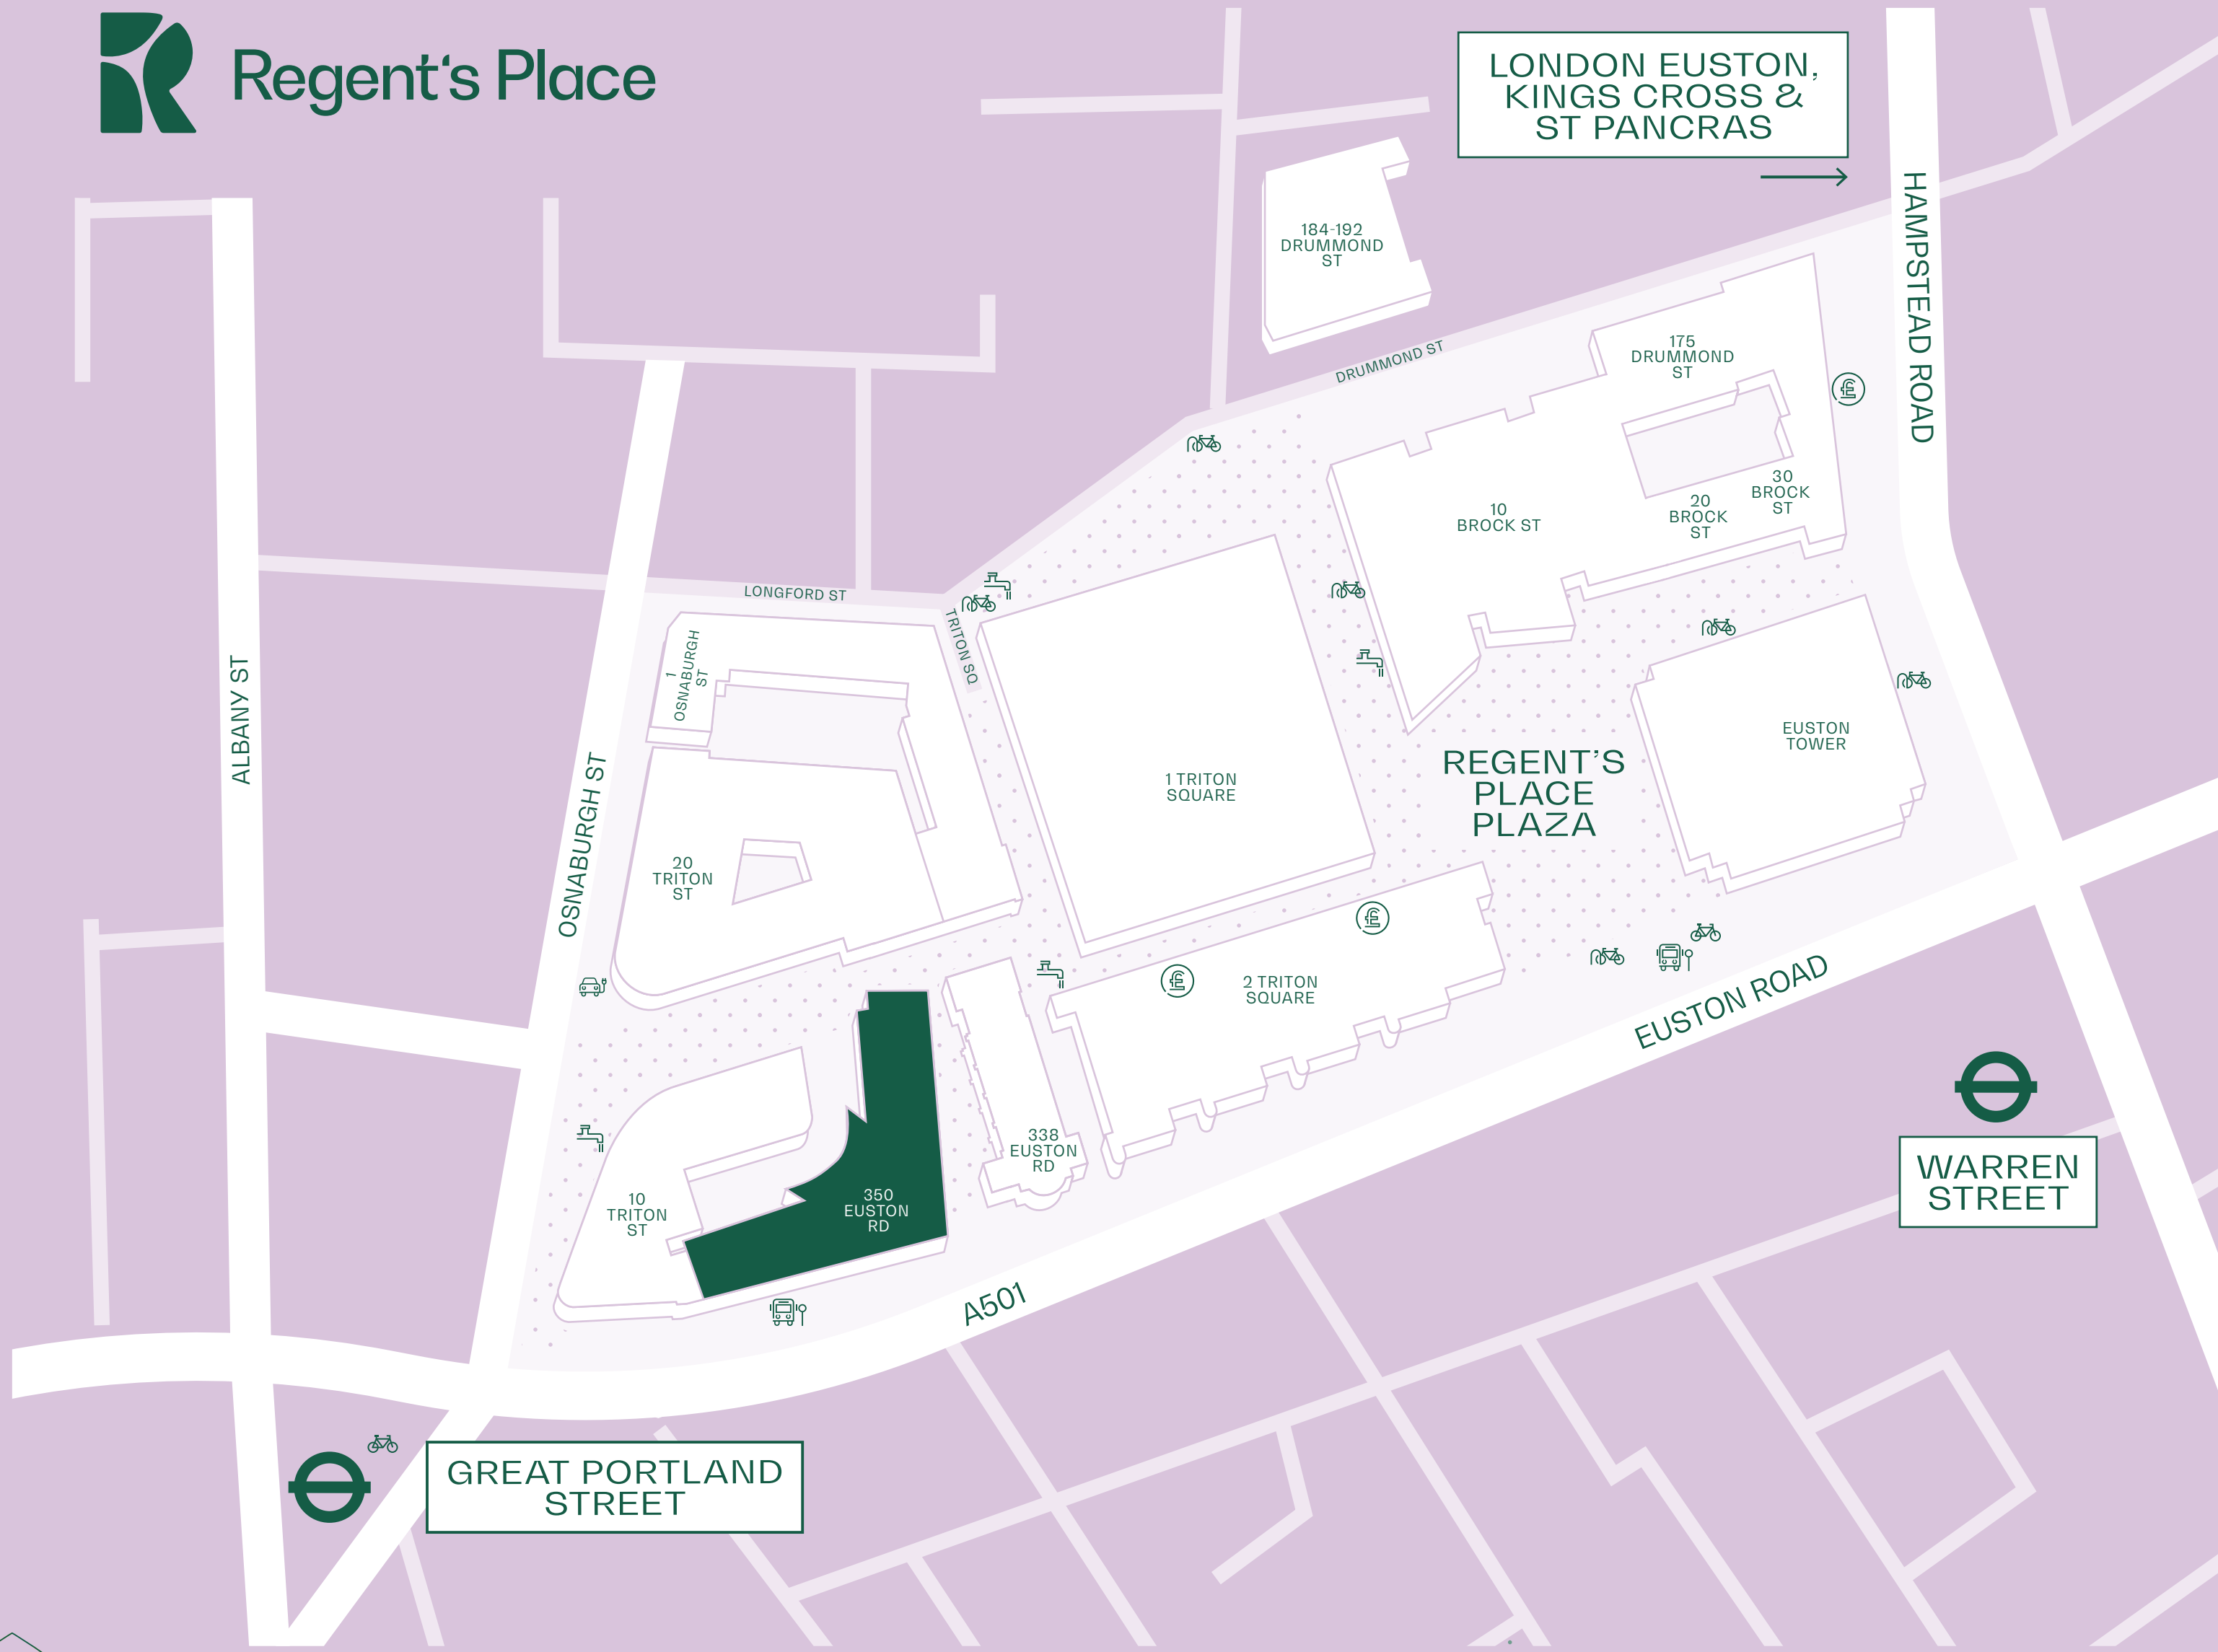 Regent‘s Place
LONDON EUSTON,
KINGS CROSS &
ST PANCRAS
HAMPSTEAD ROAD
184-192
DRUMMOND
ST
DRUMMOND ST
175
DRUMMOND
ST
30
BROCK
ST
20
BROCK
ST
10
BROCK ST
LONGFORD ST
TRITON SQ
1
OSNABURGH
ST
ALBANY ST
OSNABURGH ST
EUSTON
TOWER
REGENT’S
PLACE
PLAZA
1 TRITON
SQUARE
20
TRITON
ST
2 TRITON
SQUARE
EUSTON ROAD
338
EUSTON
RD
350
EUSTON
RD
10
TRITON
ST
WARREN
STREET
A501
GREAT PORTLAND
STREET